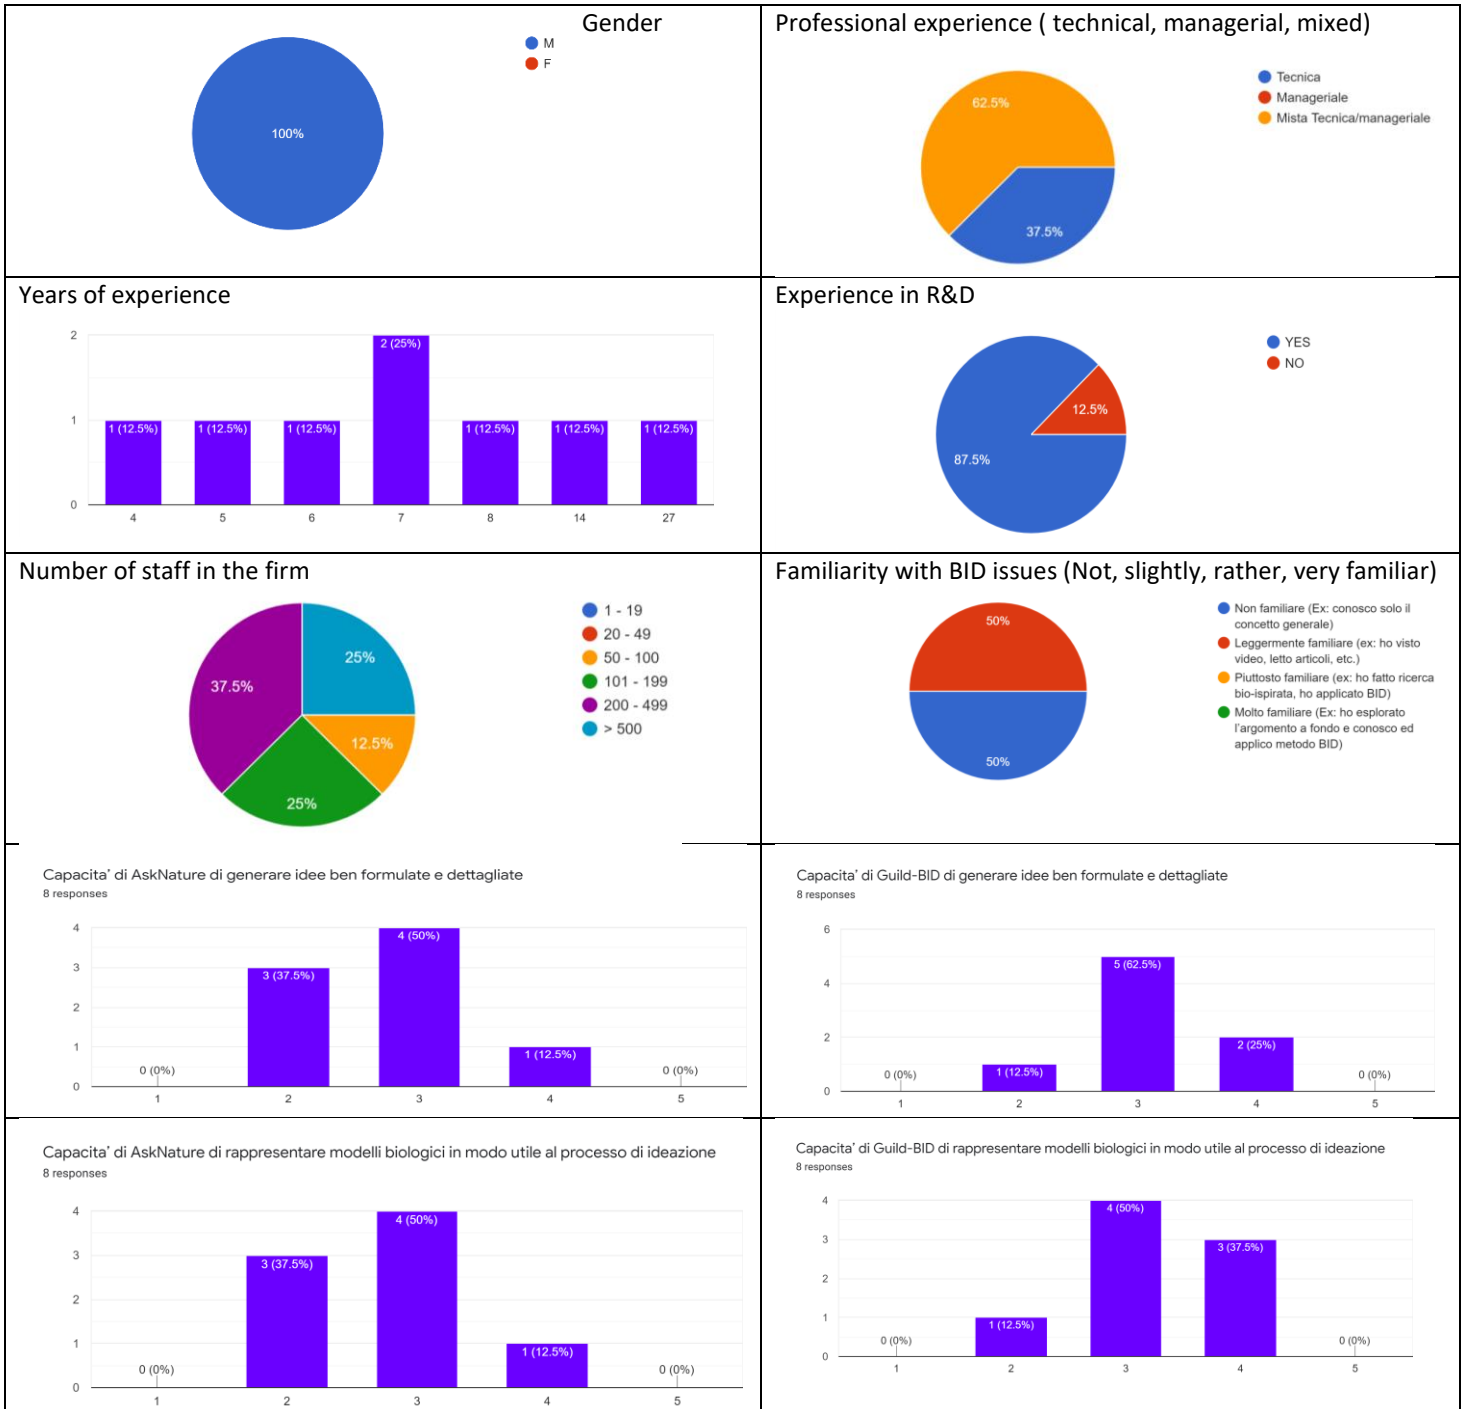 Gender
M
F
100%
Professional experience ( technical, managerial, mixed)
Tecnica
Manageriale
Mista Tecnica/manageriale
62.5%
37.5%
Years of experience
2
1
0
1 (12.5%)
1 (12.5%)
1 (12.5%)
2 (25%)
1 (12.5%)
1 (12.5%)
1 (12.5%)
4 5 6 7 8 14 27
Experience in R&D
YES
NO
12.5%
87.5%
Number of staff in the firm
1 - 19
20 - 49
50 - 100
101 - 199
200 - 499
> 500
25%
37.5%
12.5%
25%
Familiarity with BID issues (Not, slightly, rather, very familiar)
Non familiare (Ex: conosco solo il
concetto generale)
Leggermente familiare (ex: ho visto
video, letto articoli, etc.)
Piuttosto familiare (ex: ho fatto ricerca
bio-ispirata, ho applicato BID)
Molto familiare (Ex: ho esplorato
l'argomento a fondo e conosco ed
applico metodo BID)
50%
50%
Capacita' di AskNature di generare idee ben formulate e dettagliate
8 responses
4
3
2
1
0
0 (0%)
3 (37.5%)
4 (50%)
1 (12.5%)
0 (0%)
1 2 3 4 5
Capacita' di Guild-BID di generare idee ben formulate e dettagliate
8 responses
6
4
2
0
0 (0%)
1 (12.5%)
5 (62.5%)
2 (25%)
0 (0%)
1 2 3 4 5
Capacita' di AskNature di rappresentare modelli biologici in modo utile al processo di ideazione
8 responses
4
3
2
1
0
0 (0%)
3 (37.5%)
4 (50%)
1 (12.5%)
0 (0%)
1 2 3 4 5
Capacita' di Guild-BID di rappresentare modelli biologici in modo utile al processo di ideazione
8 responses
4
3
2
1
0
0 (0%)
1 (12.5%)
4 (50%)
3 (37.5%)
0 (0%)
1 2 3 4 5